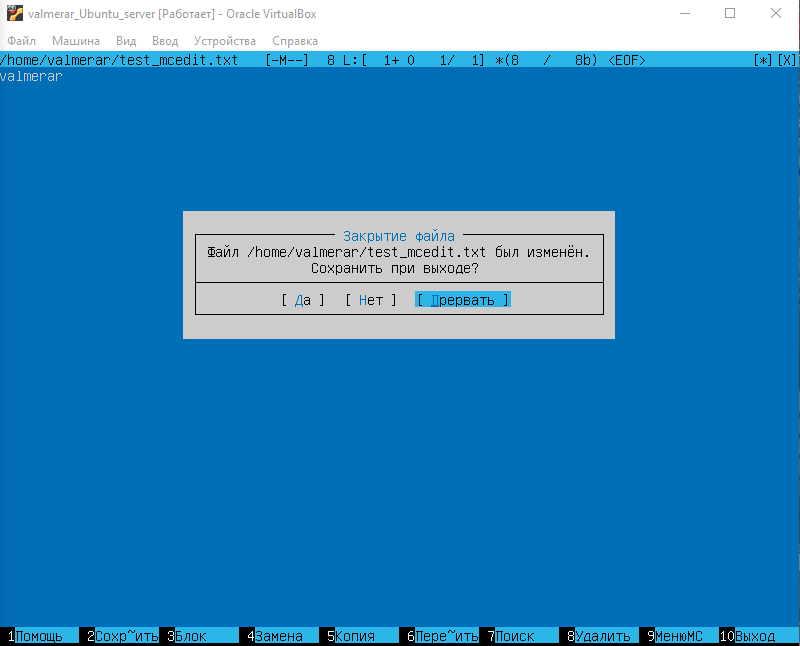 valmerar_Ubuntu_server [Работает] - Oracle VirtualBox
Файл Машина Вид Ввод Устройства Справка
/home/valmerar/test_mcedit.txt [-M--] 8 L:[ 1+ 0 1/ 1] *(8 / 8b) <EOF> [*][X]
valmerar
Закрытие файла
Файл /home/valmerar/test_mcedit.txt был изменён.
Сохранить при выходе?
[ Да ] [ Нет ] [ Прервать ]
1Помощь 2Сохр~ить 3Блок 4Замена 5Копия 6Пере~ить 7Поиск 8Удалить 9МенюMC 10Выход